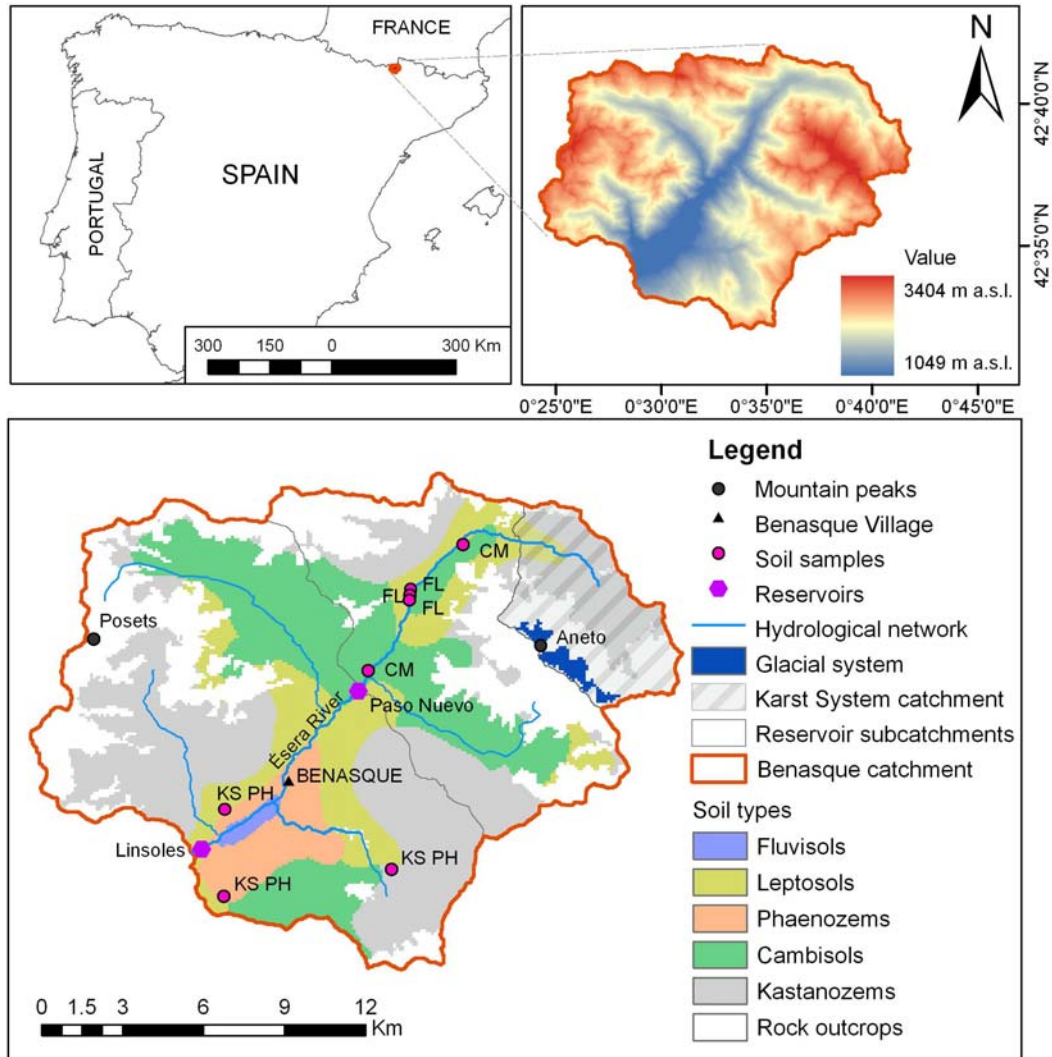 FRANCE
SPAIN
PORTUGAL
300 150 0 300 Km
N
42°40'0"N
42°35'0"N
Value
3404 m a.s.l.
1049 m a.s.l.
0°25'0"E 0°30'0"E 0°35'0"E 0°40'0"E 0°45'0"E
Legend
Mountain peaks
Benasque Village
Soil samples
Reservoirs
Hydrological network
Glacial system
Karst System catchment
Reservoir subcatchments
Benasque catchment
Soil types
Fluvisols
Leptosols
Phaenozems
Cambisols
Kastanozems
Rock outcrops
CM
FL
FL
FL
Posets
Aneto
CM
Paso Nuevo
Ésera River
BENASQUE
KS PH
Linsoles
KS PH
KS PH
0 1.5 3 6 9 12
Km